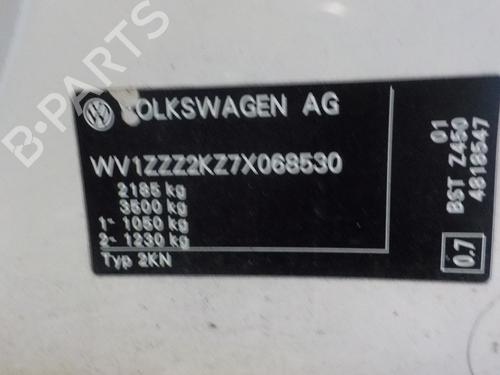 B-PARTS
VOLKSWAGEN AG
WV1ZZZ2KZ7X068530
2185 kg
3500 kg
1- 1050 kg
2- 1230 kg
Typ 2KN
01
BST Z450
4818547
0.7